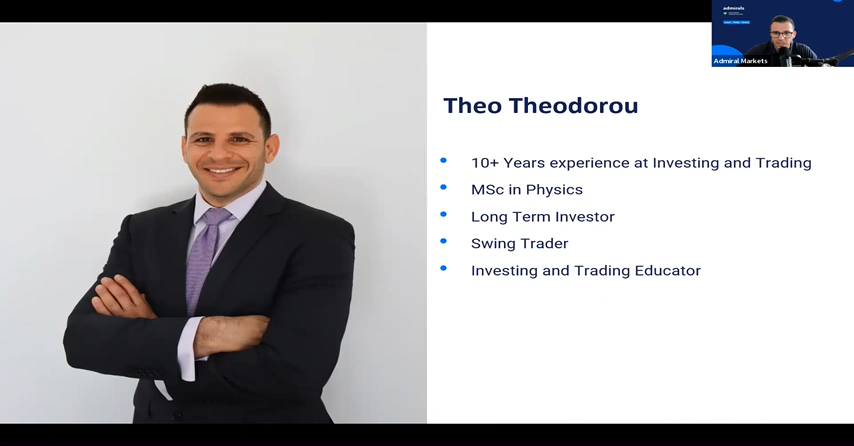 admirals
Admiral Markets
Theo Theodorou
10+ Years experience at Investing and Trading
MSc in Physics
Long Term Investor
Swing Trader
Investing and Trading Educator